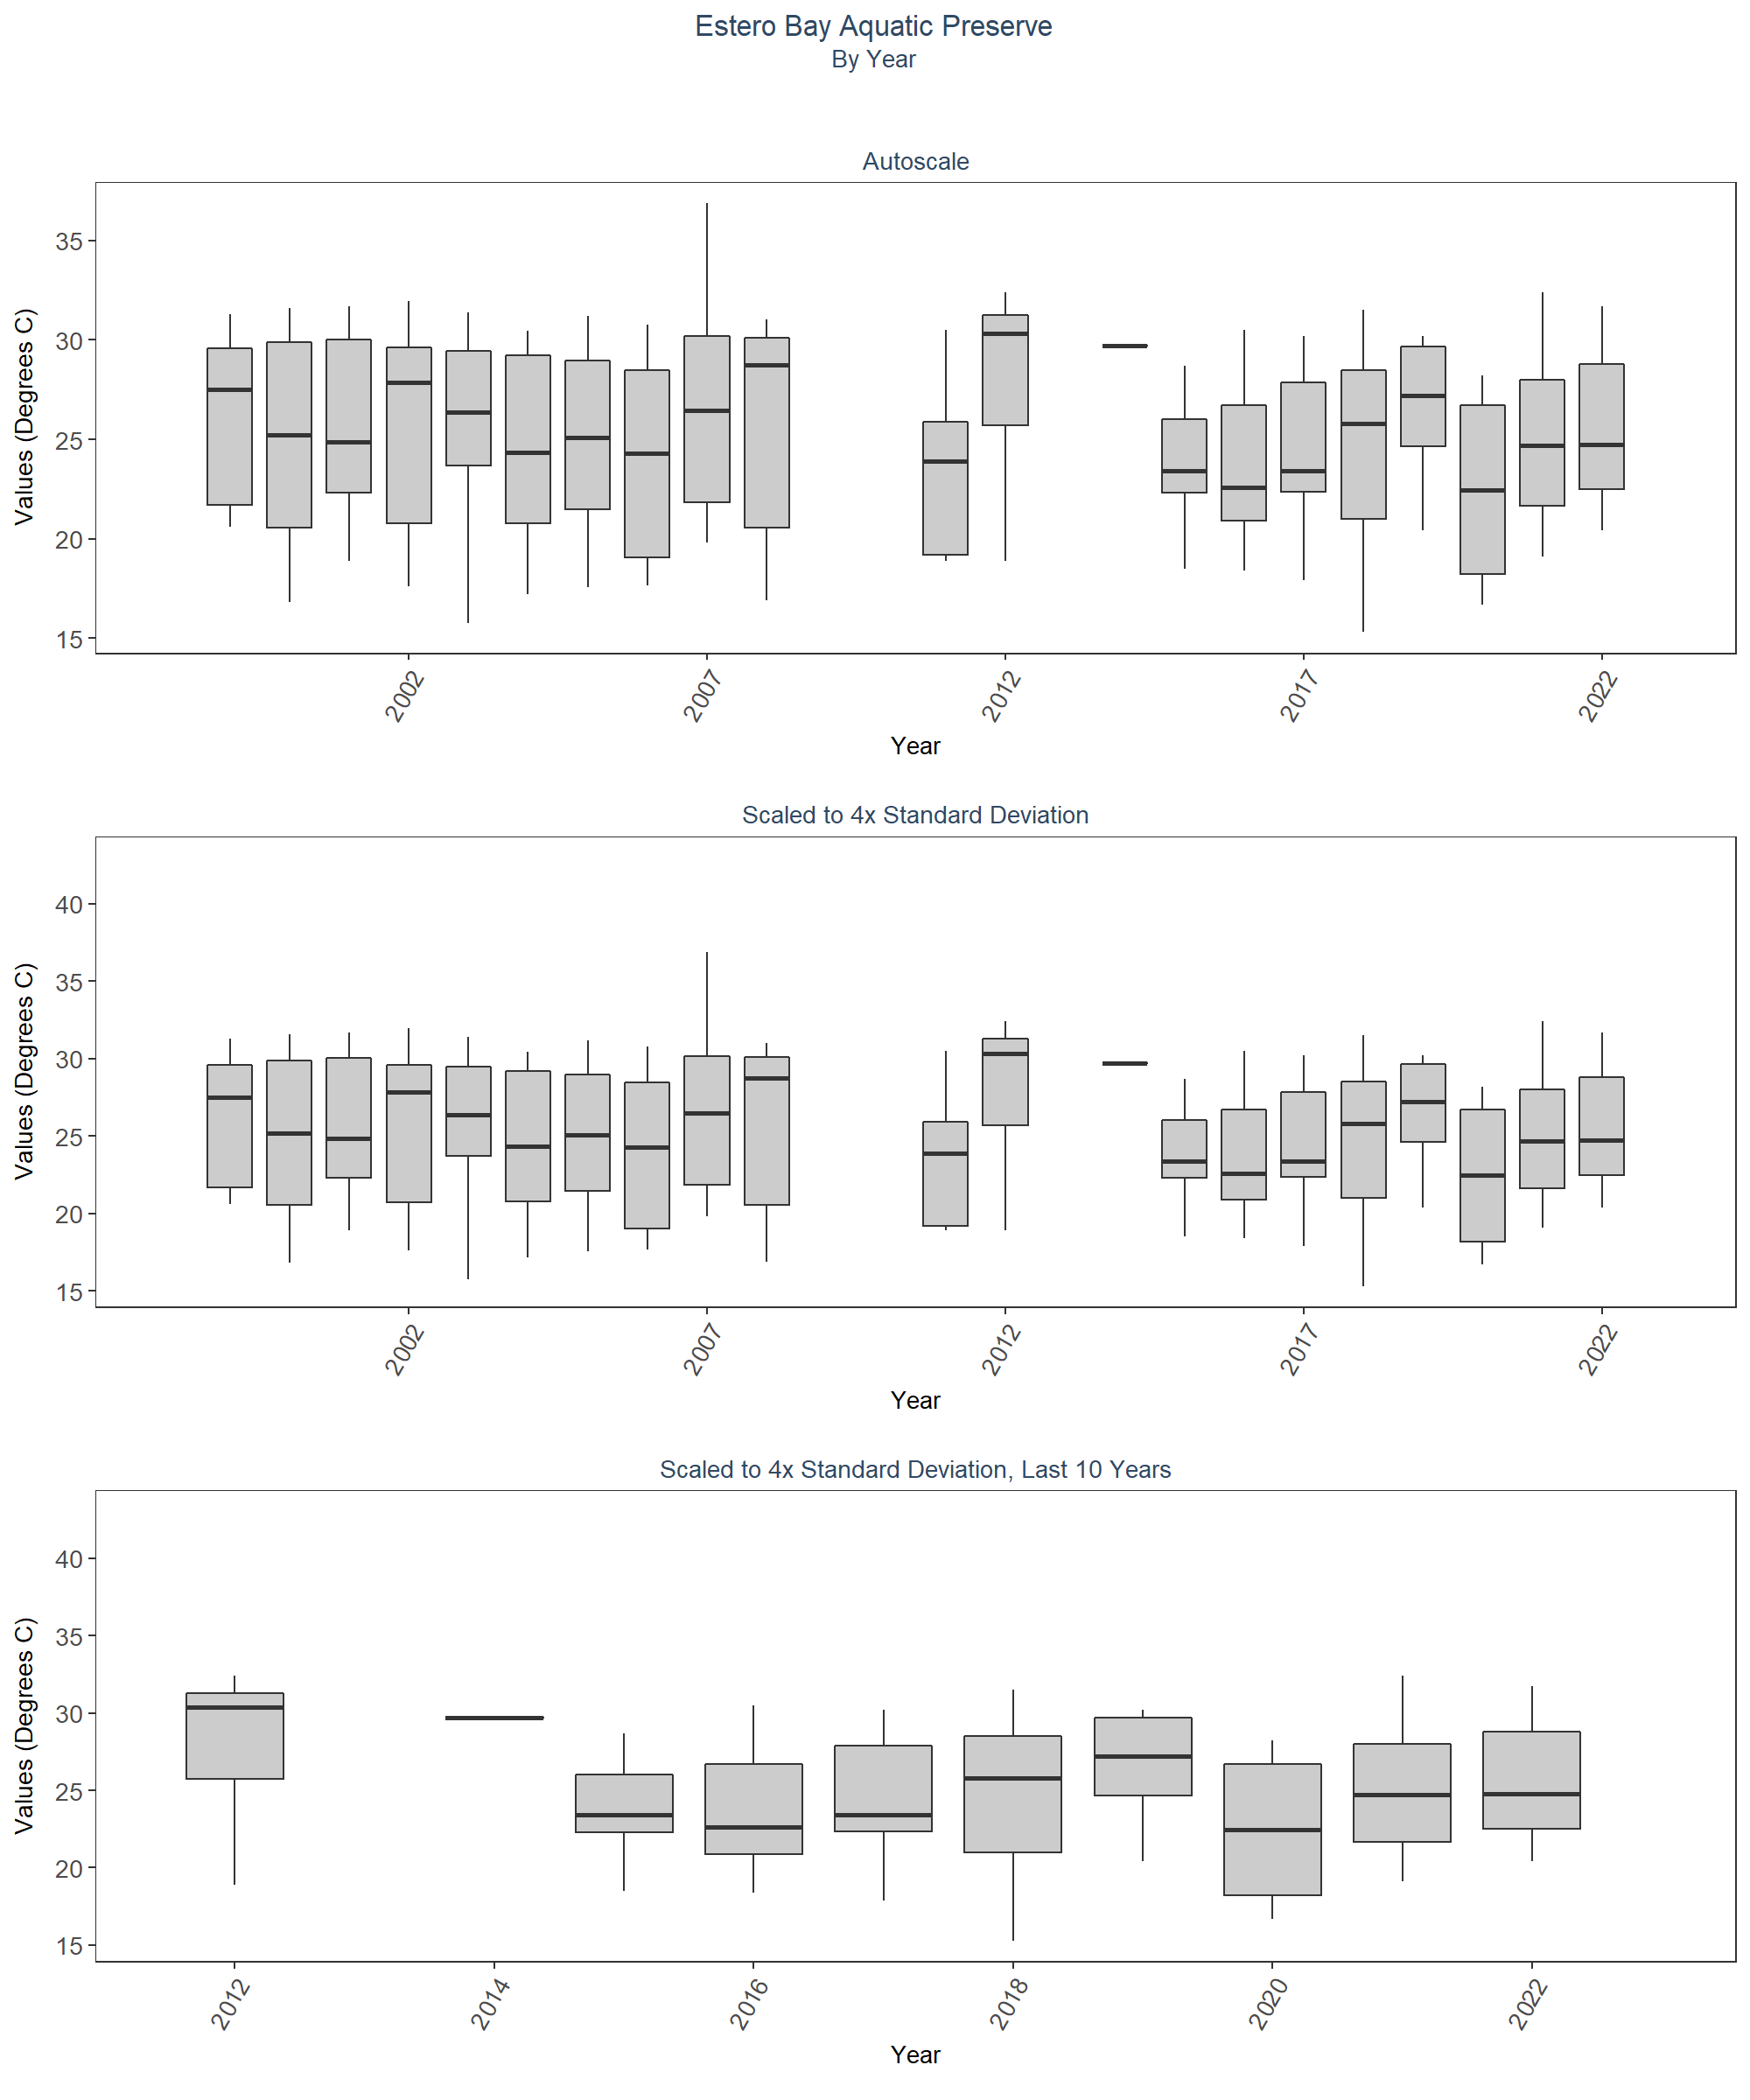 Estero Bay Aquatic Preserve
By Year
Autoscale
Values (Degrees C)
35
30
25
20
15
2002 2007 2012 2017 2022
Year
Scaled to 4x Standard Deviation
Values (Degrees C)
40
35
30
25
20
15
2002 2007 2012 2017 2022
Year
Scaled to 4x Standard Deviation, Last 10 Years
Values (Degrees C)
40
35
30
25
20
15
2012 2014 2016 2018 2020 2022
Year